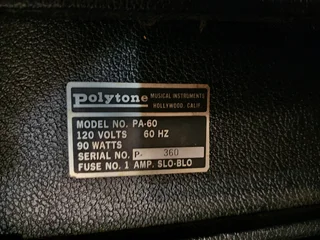 Polytone MUSICAL INSTRUMENTS
HOLLYWOOD, CALIF.
MODEL NO. PA-60
120 VOLTS 60 HZ
90 WATTS
SERIAL NO. P- 360
FUSE NO. 1 AMP. SLO-BLO